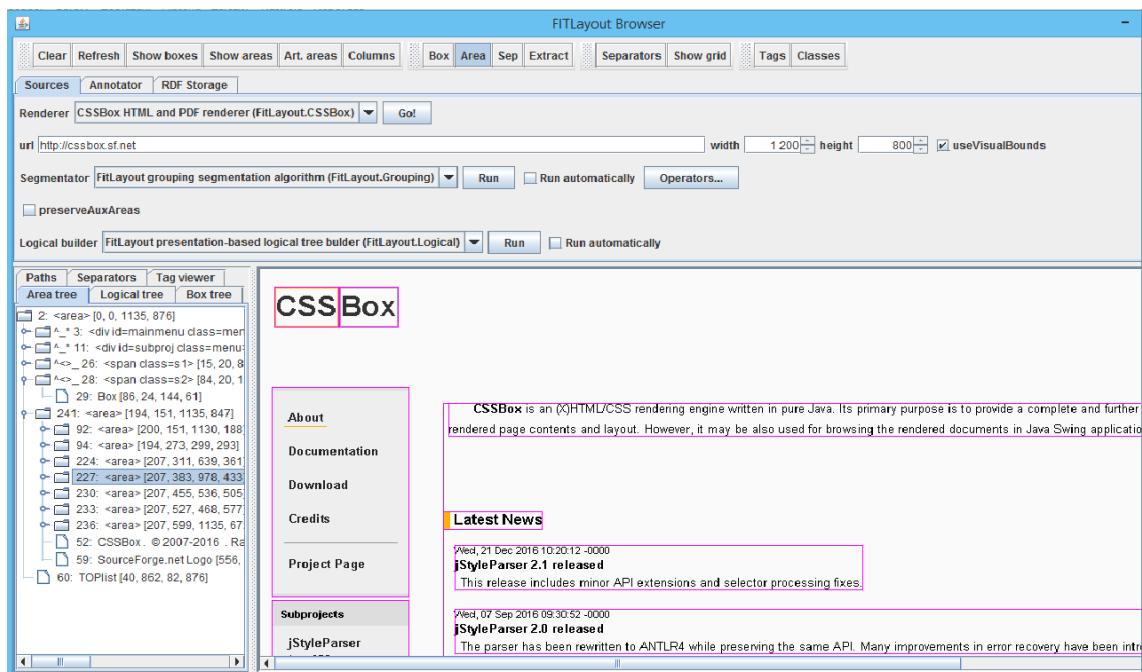 FITLayout Browser
Clear Refresh Show boxes Show areas Art. areas Columns Box Area Sep Extract Separators Show grid Tags Classes
Sources Annotator RDF Storage
Renderer CSSBox HTML and PDF renderer (FitLayout.CSSBox) Go!
url http://cssbox.sf.net width 1 200 height 800 useVisualBounds
Segmentator FitLayout grouping segmentation algorithm (FitLayout.Grouping) Run Run automatically Operators...
preserveAuxAreas
Logical builder FitLayout presentation-based logical tree bulder (FitLayout.Logical) Run Run automatically
Paths Separators Tag viewer
Area tree Logical tree Box tree
2: <area> [0, 0, 1135, 876]
^_* 3: <div id=mainmenu class=mer
^_* 11: <div id=subproj class=menu:
^<>_ 26: <span class=s1> [15, 20, 8
^<>_ 28: <span class=s2> [84, 20, 1
29: Box [86, 24, 144, 61]
241: <area> [194, 151, 1135, 847]
92: <area> [200, 151, 1130, 188]
94: <area> [194, 273, 299, 293]
224: <area> [207, 311, 639, 361]
227: <area> [207, 383, 978, 433]
230: <area> [207, 455, 536, 505]
233: <area> [207, 527, 468, 577]
236: <area> [207, 599, 1135, 67
52: CSSBox . © 2007-2016 . Ra
59: SourceForge.net Logo [556,
60: TOPlist [40, 862, 82, 876]
CSSBox
About
Documentation
Download
Credits
Project Page
Subprojects
jStyleParser
CSSBox is an (X)HTML/CSS rendering engine written in pure Java. Its primary purpose is to provide a complete and further
rendered page contents and layout. However, it may be also used for browsing the rendered documents in Java Swing applicatio
Latest News
Wed, 21 Dec 2016 10:20:12 -0000
jStyleParser 2.1 released
This release includes minor API extensions and selector processing fixes.
Wed, 07 Sep 2016 09:30:52 -0000
jStyleParser 2.0 released
The parser has been rewritten to ANTLR4 while preserving the same API. Many improvements in error recovery have been intr